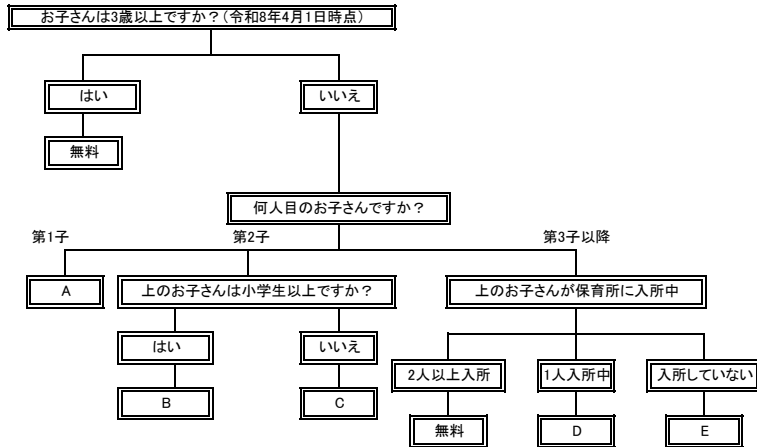 お子さんは3歳以上ですか？（令和8年4月1日時点）
はい
いいえ
無料
何人目のお子さんですか？
第1子
第2子
第3子以降
A
上のお子さんは小学生以上ですか？
上のお子さんが保育所に入所中
はい
いいえ
2人以上入所
1人入所中
入所していない
B
C
無料
D
E